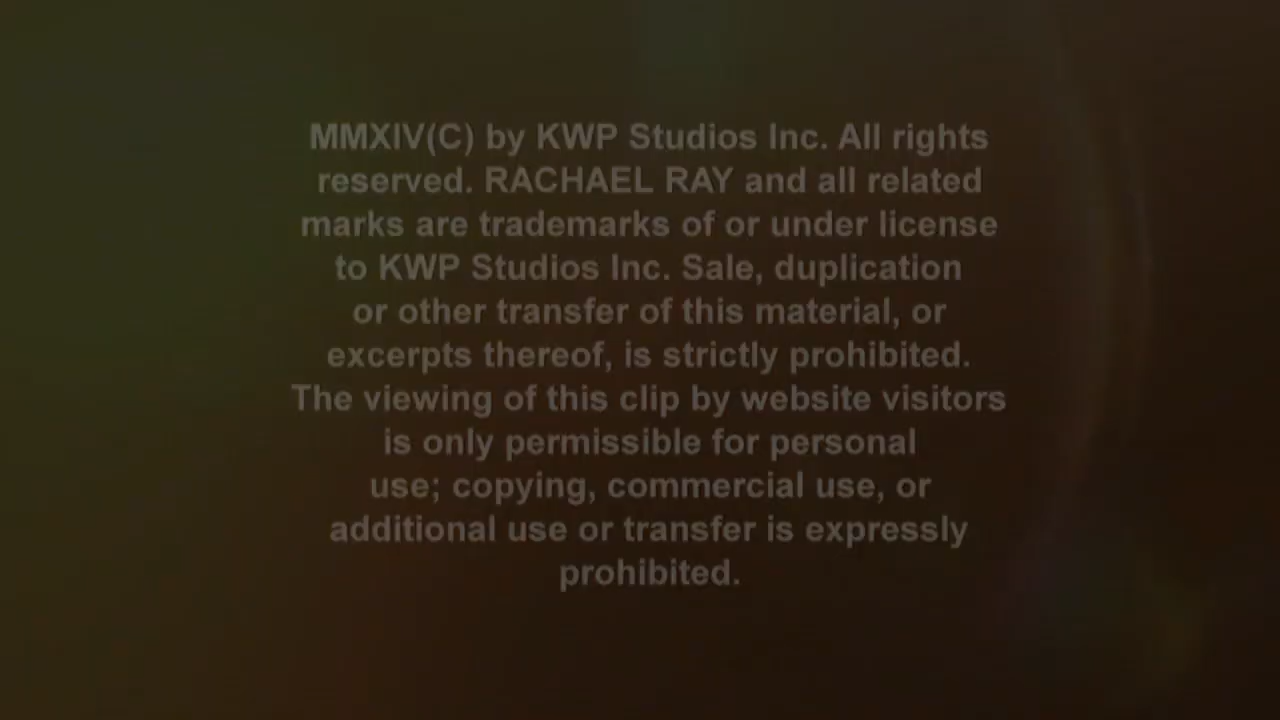 MMXIV(C) by KWP Studios Inc. All rights
reserved. RACHAEL RAY and all related
marks are trademarks of or under license
to KWP Studios Inc. Sale, duplication
or other transfer of this material, or
excerpts thereof, is strictly prohibited.
The viewing of this clip by website visitors
is only permissible for personal
use; copying, commercial use, or
additional use or transfer is expressly
prohibited.